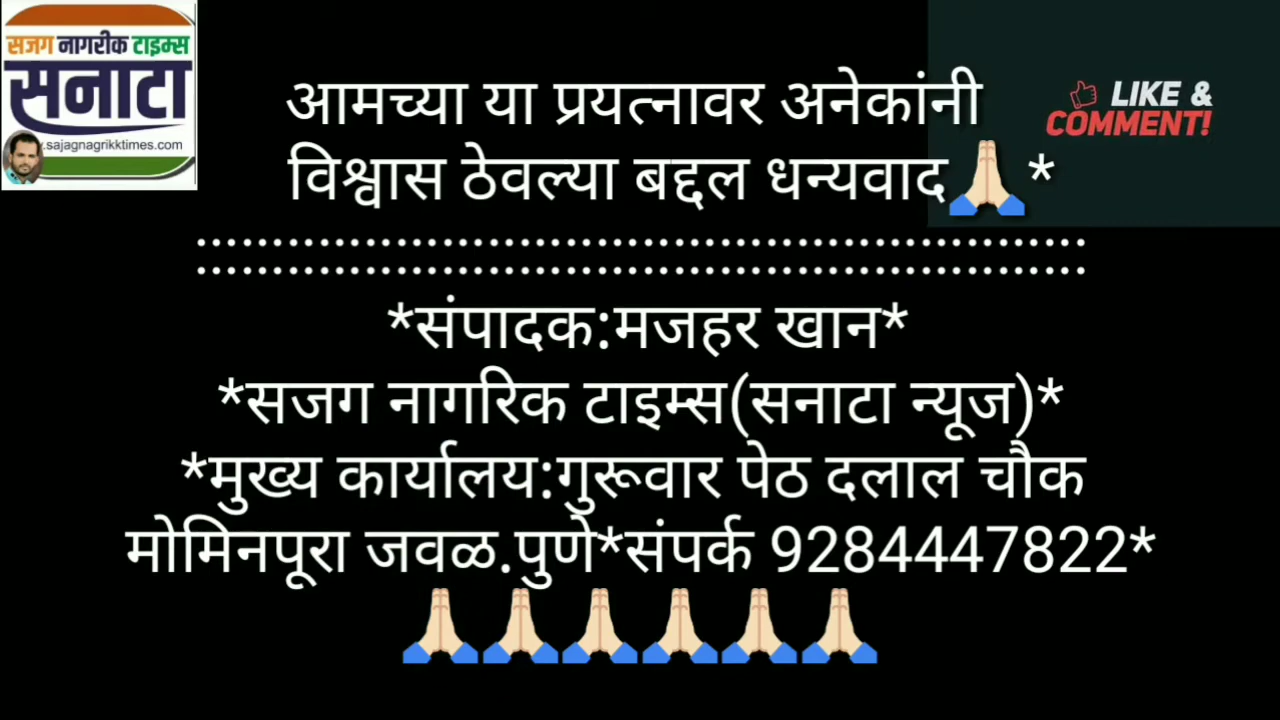 सजग नागरीक टाइम्स
सनाटा
.sajagnagrikktimes.com
LIKE &
COMMENT!
आमच्या या प्रयत्नावर अनेकांनी
विश्वास ठेवल्या बद्दल धन्यवाद🙏🏻*
::::::::::::::::::::::::::::::::::::::::::::::::::::::::::
*संपादक:मजहर खान*
*सजग नागरिक टाइम्स(सनाटा न्यूज)*
*मुख्य कार्यालय:गुरूवार पेठ दलाल चौक
मोमिनपूरा जवळ.पुणे*संपर्क 9284447822*
🙏🏻🙏🏻🙏🏻🙏🏻🙏🏻🙏🏻